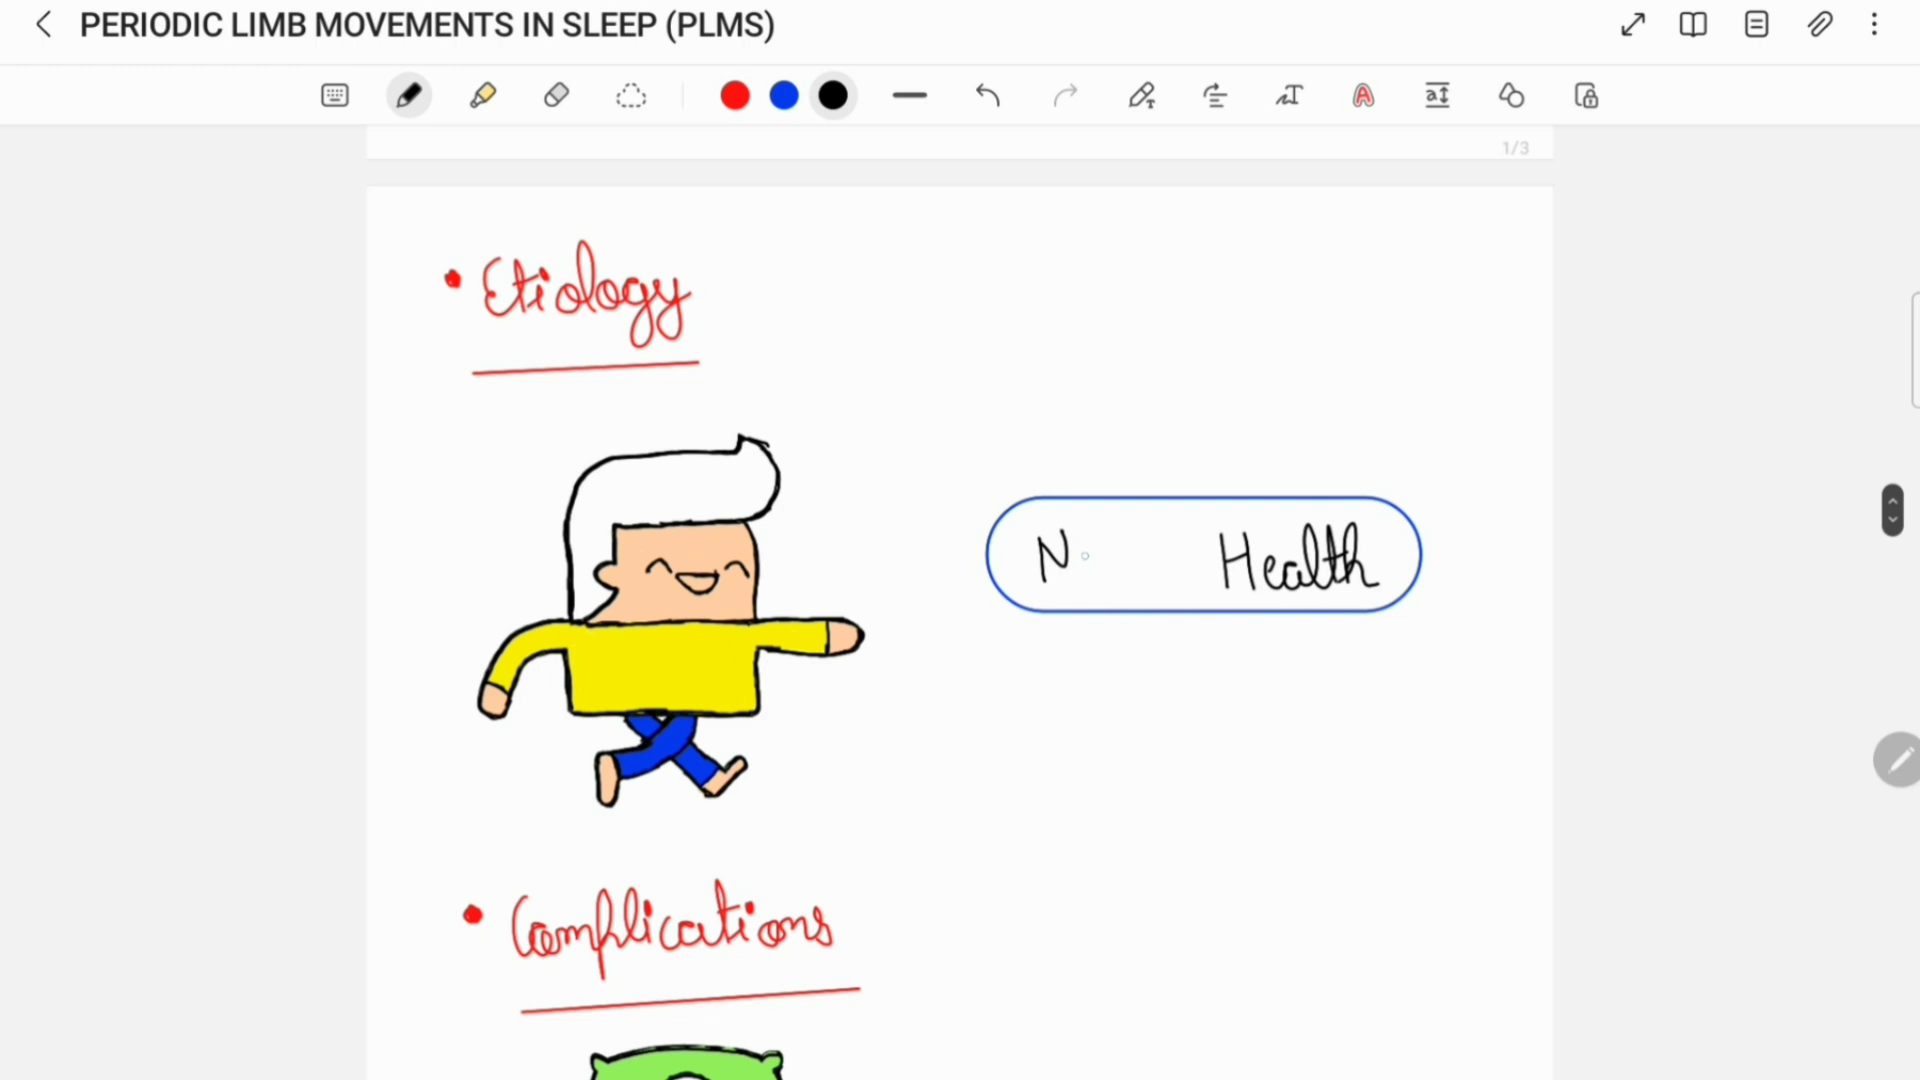 PERIODIC LIMB MOVEMENTS IN SLEEP (PLMS)
1/3
• Etiology
N Health
• Complications